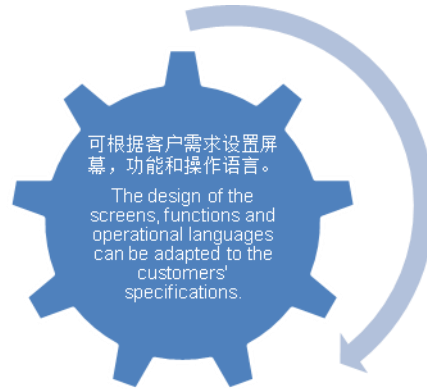 可根据客户需求设置屏
幕，功能和操作语言。
The design of the
screens, functions and
operational languages
can be adapted to the
customers'
specifications.